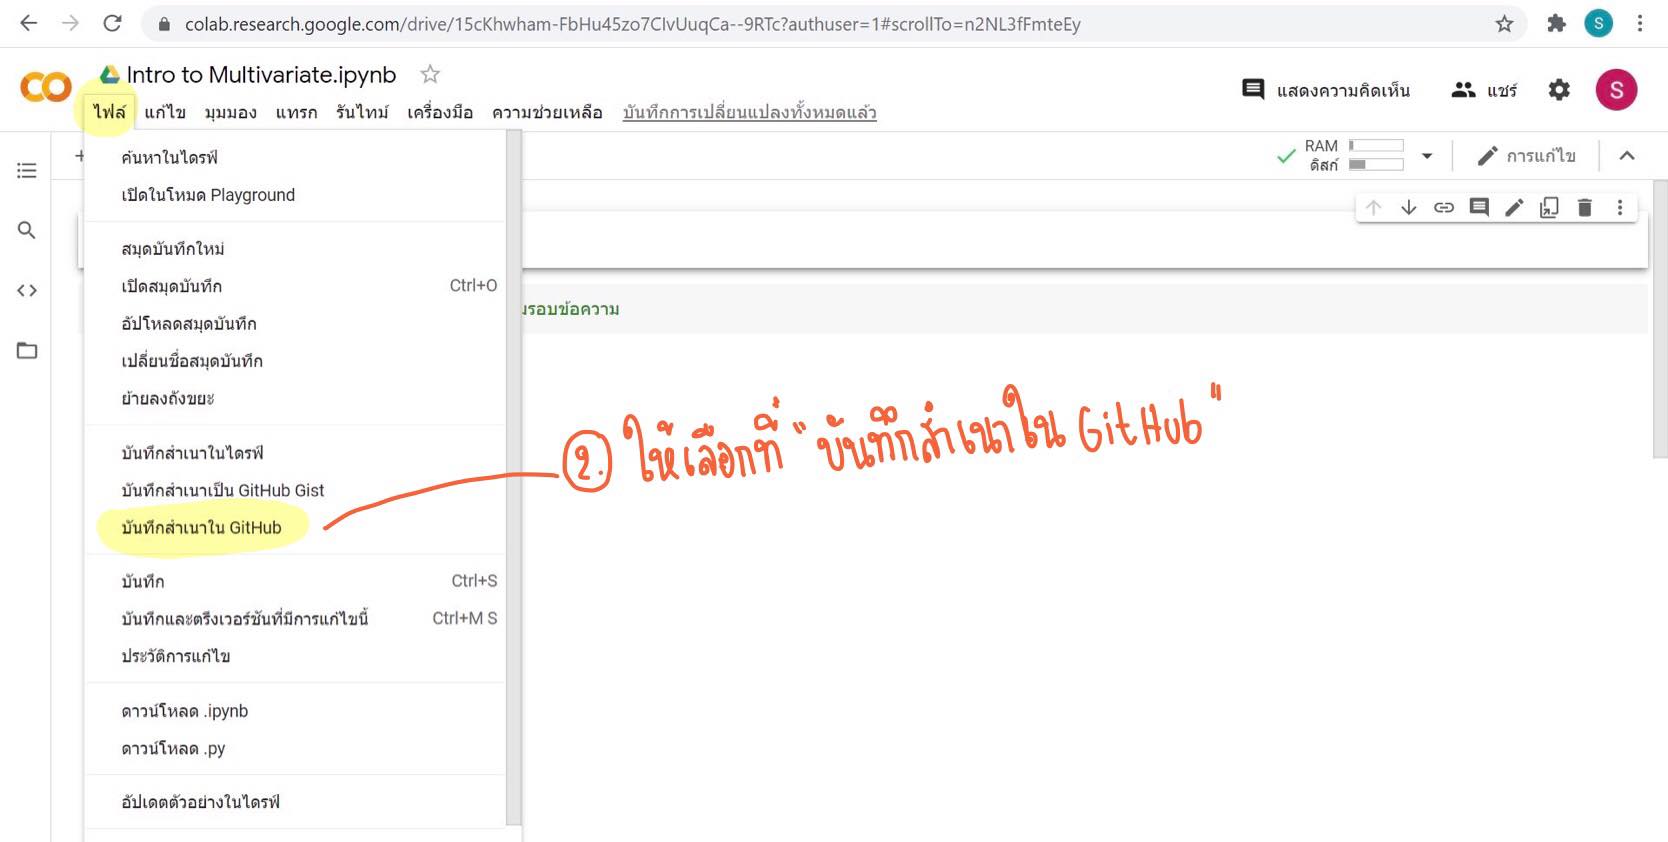 colab.research.google.com/drive/15cKhwham-FbHu45zo7ClvUuqCa--9RTc?authuser=1#scrollTo=n2NL3fFmteEy
S
Intro to Multivariate.ipynb
ไฟล์ แก้ไข มุมมอง แทรก รันไทม์ เครื่องมือ ความช่วยเหลือ บันทึกการเปลี่ยนแปลงทั้งหมดแล้ว
แสดงความคิดเห็น แชร์ S
RAM
ดิสก์
การแก้ไข
ค้นหาในไดรฟ์
เปิดในโหมด Playground
สมุดบันทึกใหม่
เปิดสมุดบันทึก Ctrl+O
อัปโหลดสมุดบันทึก
เปลี่ยนชื่อสมุดบันทึก
ย้ายลงถังขยะ
บันทึกสำเนาในไดรฟ์
บันทึกสำเนาเป็น GitHub Gist
บันทึกสำเนาใน GitHub
บันทึก Ctrl+S
บันทึกและตรึงเวอร์ชันที่มีการแก้ไขนี้ Ctrl+M S
ประวัติการแก้ไข
ดาวน์โหลด .ipynb
ดาวน์โหลด .py
อัปเดตตัวอย่างในไดรฟ์
มรอบข้อความ
2. ให้เลือกที่ "บันทึกสำเนาใน GitHub"